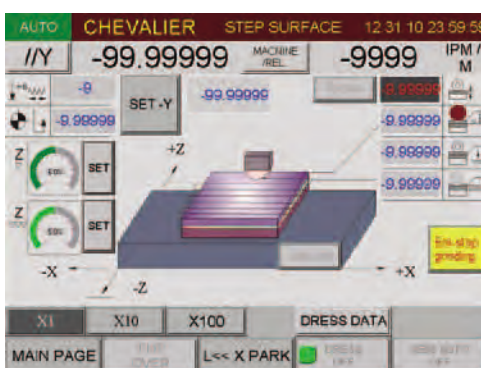 AUTO CHEVALIER STEP SURFACE 12 31 10 23 59 59
//Y -99.99999 MACHINE /REL. -9999 IPM / M
-9 SET-Y -99.99999 -9.99999
-9.99999 -9.99999
-9.99999
-9.99999
Z SET +Z
Z SET
-X +X
-Z
X1 X10 X100 DRESS DATA
MAIN PAGE L<< X PARK DRESS OFF